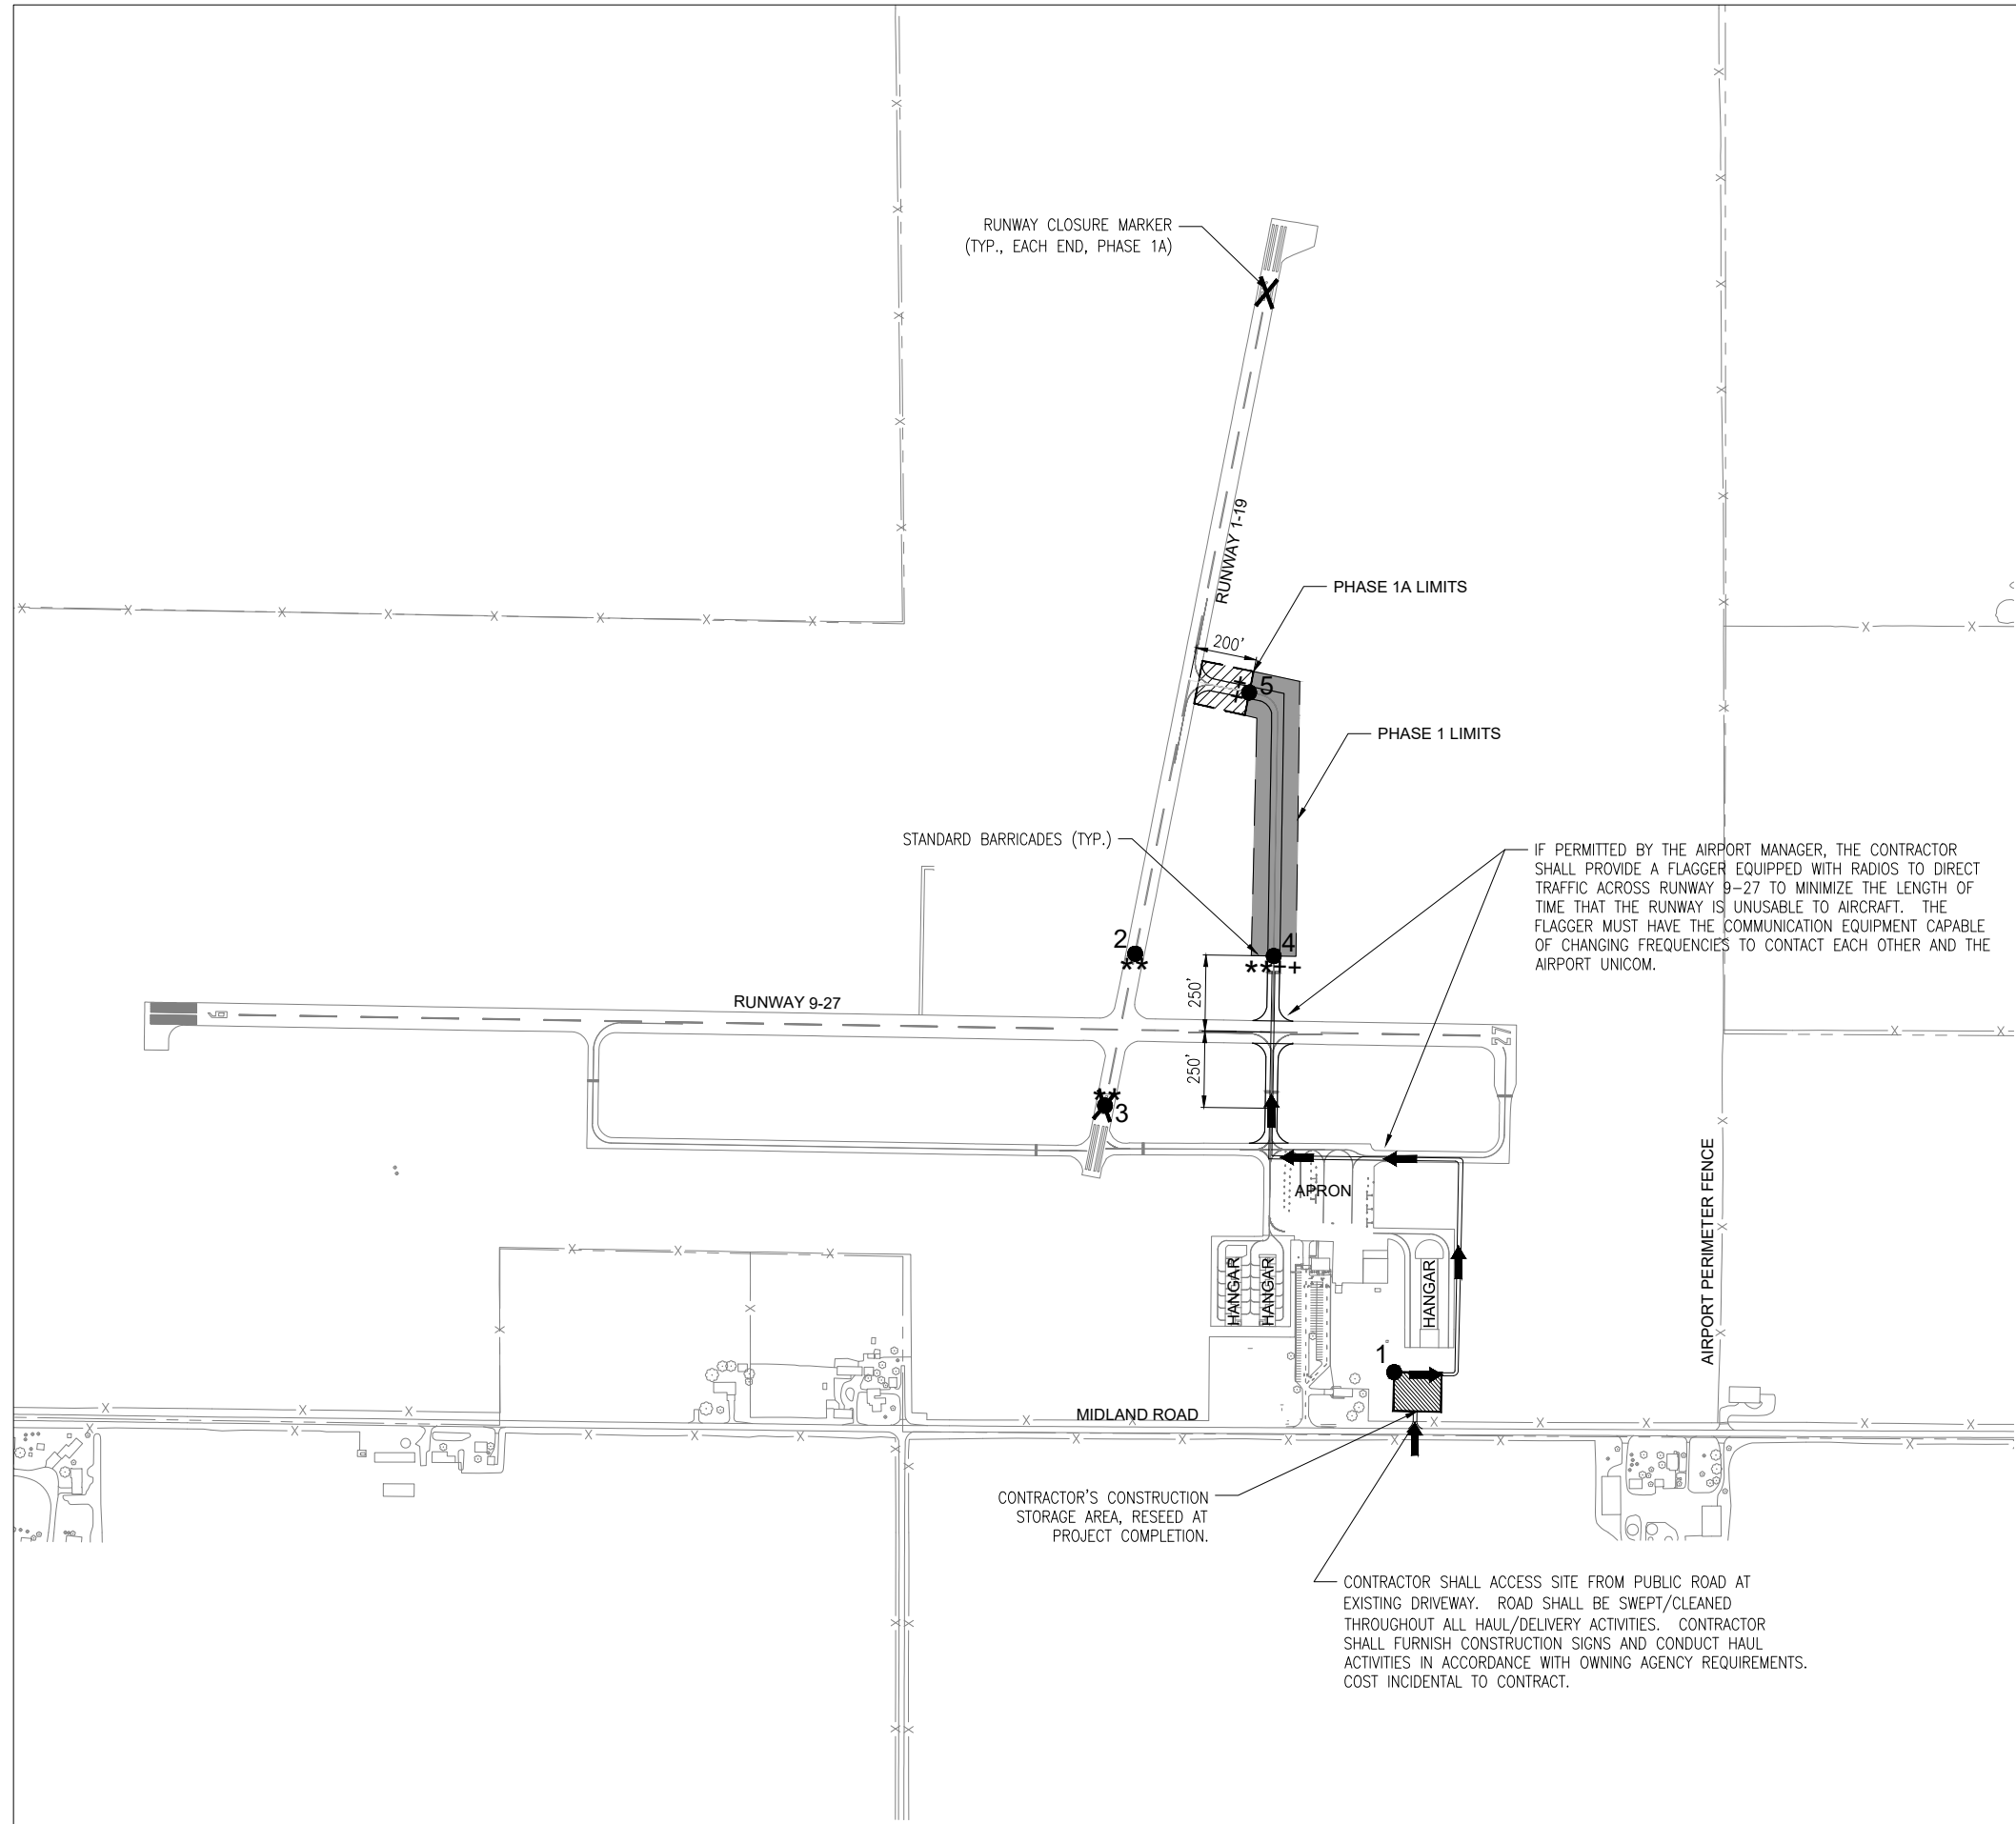 RUNWAY CLOSURE MARKER
(TYP., EACH END, PHASE 1A)
RUNWAY 1-19
PHASE 1A LIMITS
200'
5
PHASE 1 LIMITS
STANDARD BARRICADES (TYP.)
IF PERMITTED BY THE AIRPORT MANAGER, THE CONTRACTOR
SHALL PROVIDE A FLAGGER EQUIPPED WITH RADIOS TO DIRECT
TRAFFIC ACROSS RUNWAY 9-27 TO MINIMIZE THE LENGTH OF
TIME THAT THE RUNWAY IS UNUSABLE TO AIRCRAFT. THE
FLAGGER MUST HAVE THE COMMUNICATION EQUIPMENT CAPABLE
OF CHANGING FREQUENCIES TO CONTACT EACH OTHER AND THE
AIRPORT UNICOM.
2
**
4
**++
250'
RUNWAY 9-27
9
27
250'
**
3
APRON
AIRPORT PERIMETER FENCE
HANGAR
HANGAR
HANGAR
1
MIDLAND ROAD
CONTRACTOR'S CONSTRUCTION
STORAGE AREA, RESEED AT
PROJECT COMPLETION.
CONTRACTOR SHALL ACCESS SITE FROM PUBLIC ROAD AT
EXISTING DRIVEWAY. ROAD SHALL BE SWEPT/CLEANED
THROUGHOUT ALL HAUL/DELIVERY ACTIVITIES. CONTRACTOR
SHALL FURNISH CONSTRUCTION SIGNS AND CONDUCT HAUL
ACTIVITIES IN ACCORDANCE WITH OWNING AGENCY REQUIREMENTS.
COST INCIDENTAL TO CONTRACT.